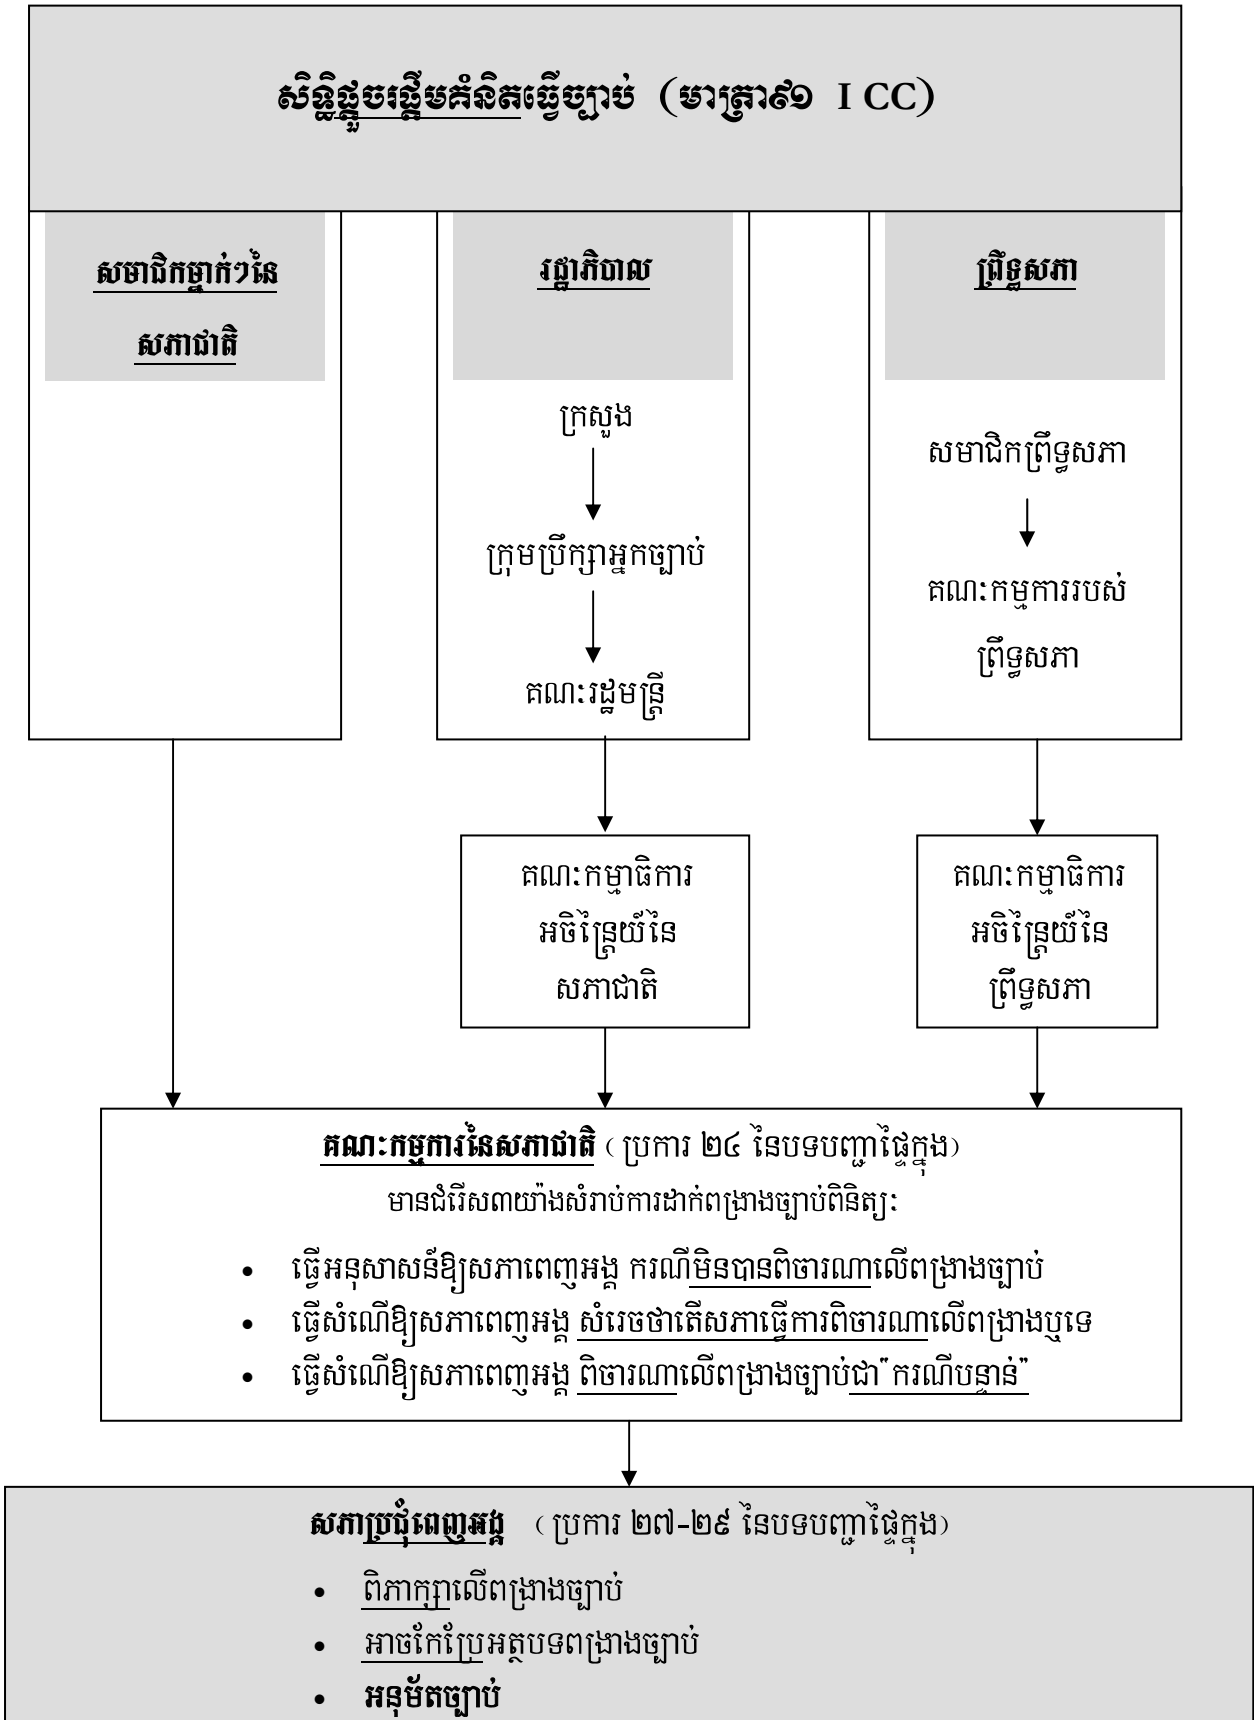 សិទ្ធិផ្តួចផ្តើមគំនិតធ្វើច្បាប់ (មាត្រា៩១ I CC)
សមាជិកម្នាក់ៗនៃ
សភាជាតិ
រដ្ឋាភិបាល
ក្រសួង
ក្រុមប្រឹក្សាអ្នកច្បាប់
គណៈរដ្ឋមន្ត្រី
ព្រឹទ្ធសភា
សមាជិកព្រឹទ្ធសភា
គណៈកម្មការរបស់
ព្រឹទ្ធសភា
គណៈកម្មាធិការ
អចិន្ត្រៃយ៍នៃ
សភាជាតិ
គណៈកម្មាធិការ
អចិន្ត្រៃយ៍នៃ
ព្រឹទ្ធសភា
គណៈកម្មការនៃសភាជាតិ ( ប្រការ ២៤ នៃបទបញ្ជាផ្ទៃក្នុង)
មានជំរើស៣យ៉ាងសំរាប់ការដាក់ពង្រាងច្បាប់ពិនិត្យៈ
• ធ្វើអនុសាសន៍ឱ្យសភាពេញអង្គ ករណីមិនបានពិចារណាលើពង្រាងច្បាប់
• ធ្វើសំណើឱ្យសភាពេញអង្គ សំរេចថាតើសភាធ្វើការពិចារណាលើពង្រាងឬទេ
• ធ្វើសំណើឱ្យសភាពេញអង្គ ពិចារណាលើពង្រាងច្បាប់ជា"ករណីបន្ទាន់"
សភាប្រជុំពេញអង្គ ( ប្រការ ២៧-២៩ នៃបទបញ្ជាផ្ទៃក្នុង)
• ពិភាក្សាលើពង្រាងច្បាប់
• អាចកែប្រែអត្ថបទពង្រាងច្បាប់
• អនុម័តច្បាប់